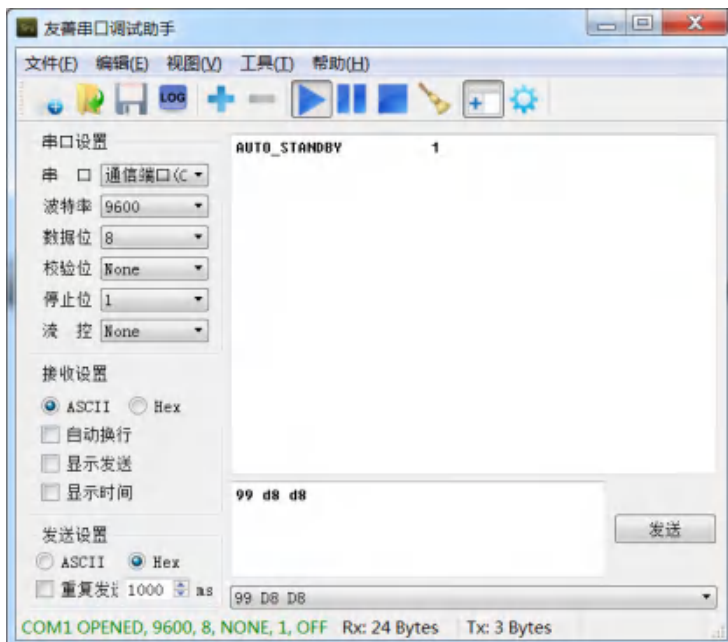 友善串口调试助手
文件(F) 编辑(E) 视图(V) 工具(T) 帮助(H)
LOG
串口设置
串 口 通信端口(C
波特率 9600
数据位 8
校验位 None
停止位 1
流 控 None
接收设置
ASCII Hex
自动换行
显示发送
显示时间
发送设置
ASCII Hex
重复发送 1000 ms
AUTO_STANDBY 1
99 d8 d8
发送
99 D8 D8
COM1 OPENED, 9600, 8, NONE, 1, OFF Rx: 24 Bytes Tx: 3 Bytes